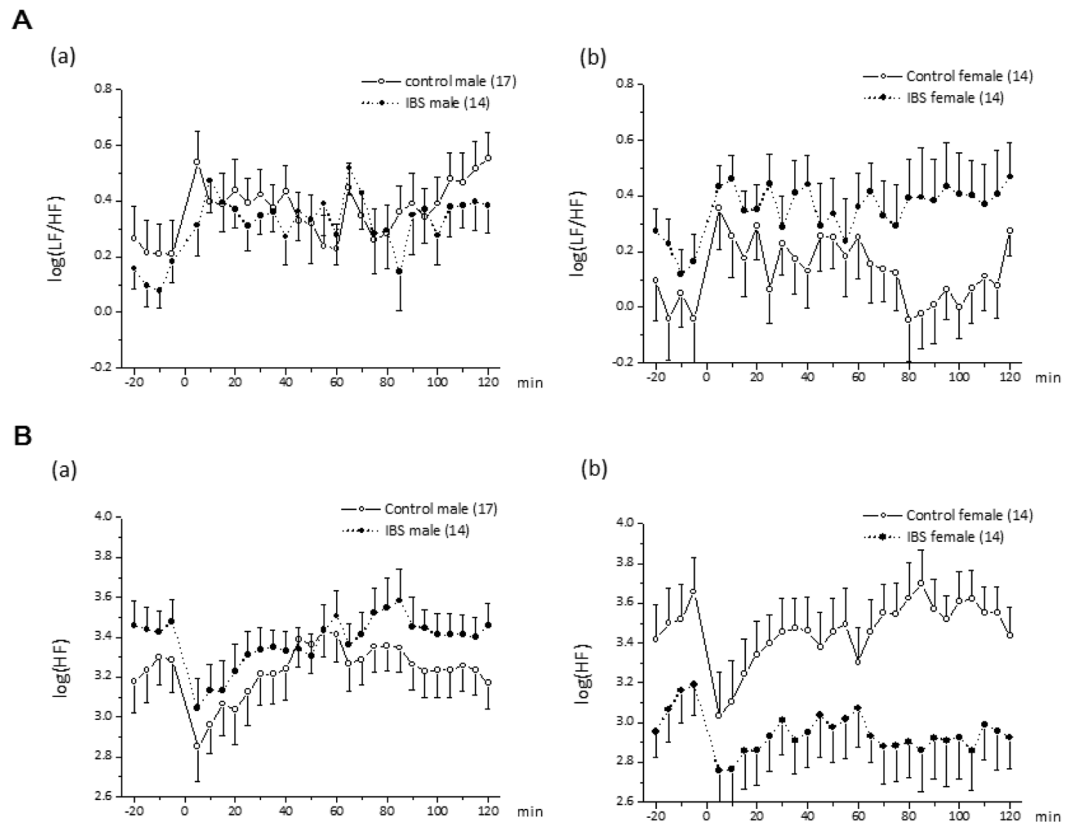 A
(a)
control male (17)
IBS male (14)
log(LF/HF)
0.8
0.6
0.4
0.2
0.0
-0.2
-20 0 20 40 60 80 100 120 min
(b)
Control female (14)
IBS female (14)
log(LF/HF)
0.8
0.6
0.4
0.2
0.0
-0.2
-20 0 20 40 60 80 100 120 min
B
(a)
Control male (17)
IBS male (14)
log(HF)
4.0
3.8
3.6
3.4
3.2
3.0
2.8
2.6
-20 0 20 40 60 80 100 120 min
(b)
Control female (14)
IBS female (14)
log(HF)
4.0
3.8
3.6
3.4
3.2
3.0
2.8
2.6
-20 0 20 40 60 80 100 120 min